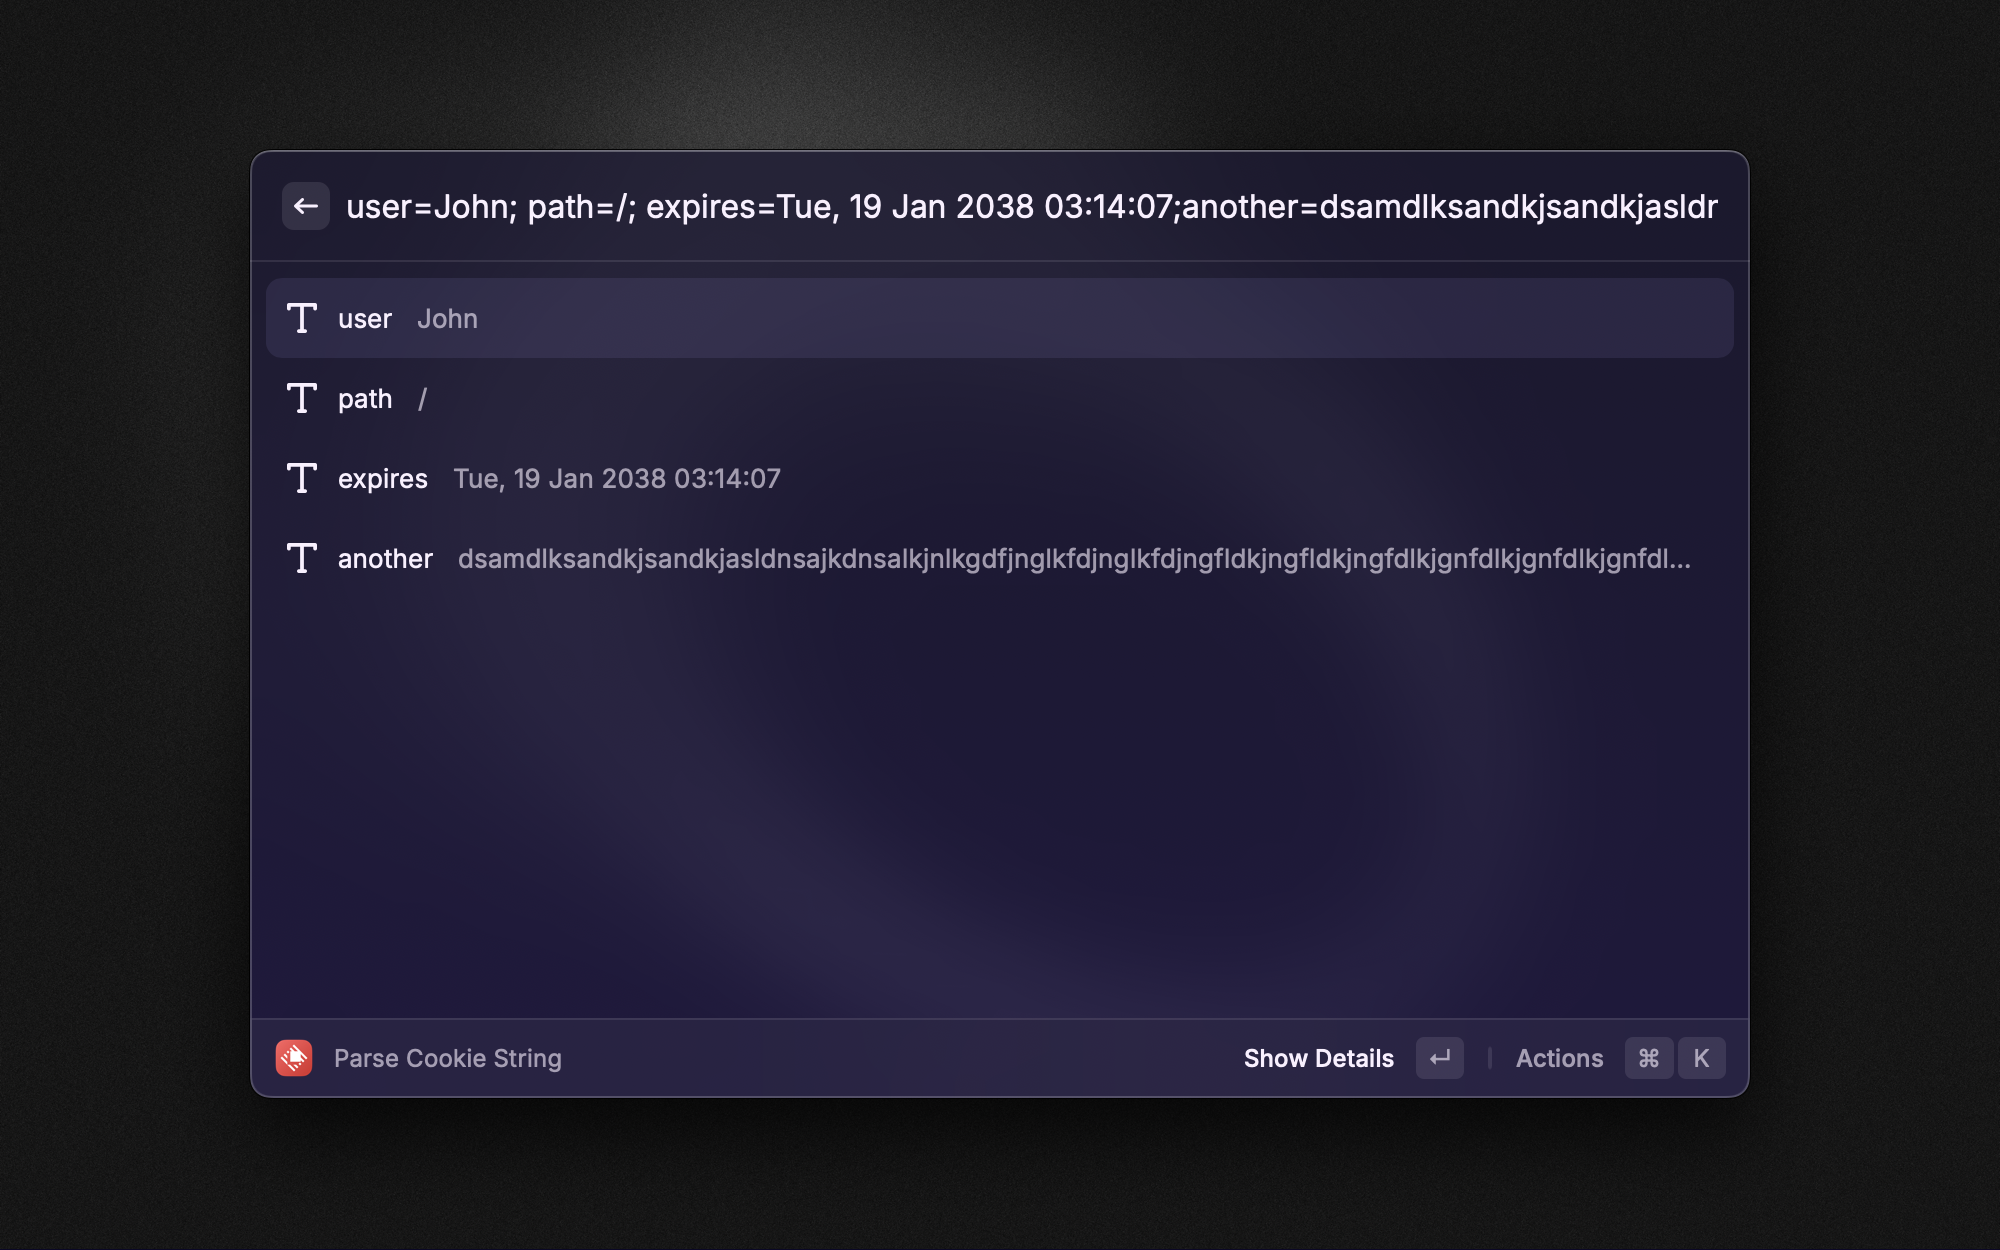 user=John; path=/; expires=Tue, 19 Jan 2038 03:14:07;another=dsamdlksandkjsandkjasldr
user John
path /
expires Tue, 19 Jan 2038 03:14:07
another dsamdlksandkjsandkjasldnsajkdnsalkjnlkgdfjnglkfdjnglkfdjngfldkjngfldkjngfdlkjgnfdlkjgnfdlkjgnfdl...
Parse Cookie String Show Details Actions ⌘ K